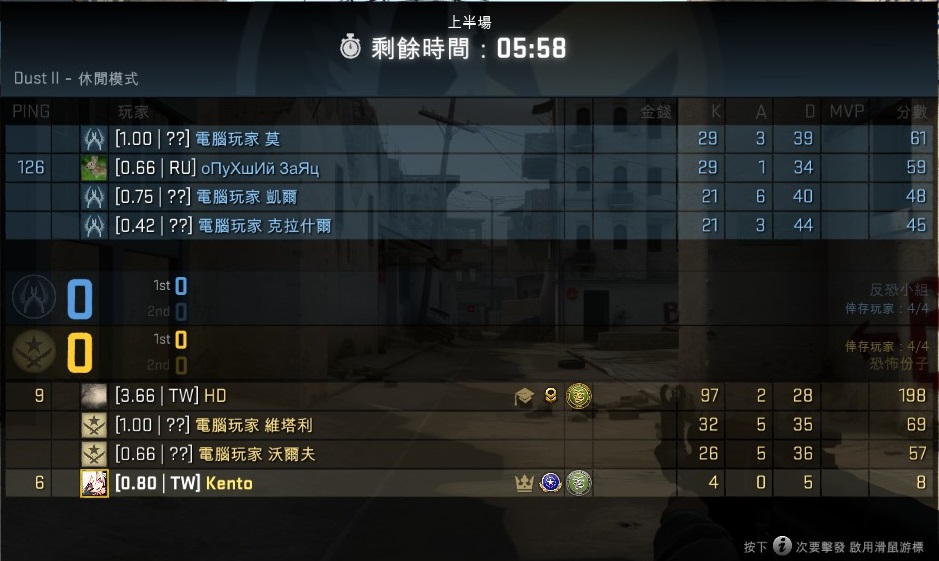 上半場
剩餘時間：05:58
Dust II - 休閒模式
PING 玩家 金錢 K A D MVP 分數
[1.00 | ??] 電腦玩家 莫 29 3 39 61
126 [0.66 | RU] оПуХшИй ЗаЯц 29 1 34 59
[0.75 | ??] 電腦玩家 凱爾 21 6 40 48
[0.42 | ??] 電腦玩家 克拉什爾 21 3 44 45
0 1st 0 反恐小組
2nd 0 倖存玩家：4/4
0 1st 0 倖存玩家：4/4
2nd 0 恐怖份子
9 [3.66 | TW] HD 97 2 28 198
[1.00 | ??] 電腦玩家 維塔利 32 5 35 69
[0.66 | ??] 電腦玩家 沃爾夫 26 5 36 57
6 [0.80 | TW] Kento 4 0 5 8
按下 i 次要擊發 啟用滑鼠游標